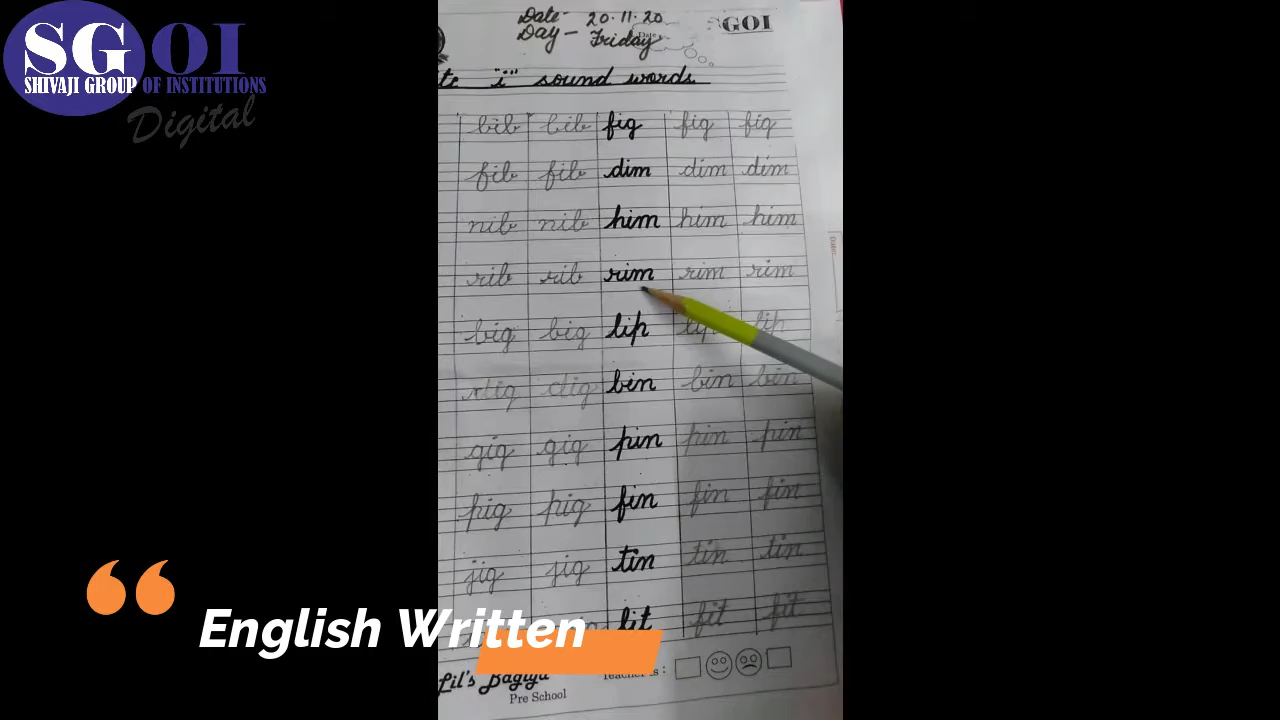 SGOI
SHIVAJI GROUP OF INSTITUTIONS
Digital
Date- 20.11.20
SGOI
Day- Friday
Date
"i" sound words
bib bib fig fig fig
fib fib dim dim dim
nib nib him him him
rib rib rim rim rim
big big lip lip lip
dig dig bin bin bin
gig gig pin pin pin
pig pig fin fin fin
jig jig tin tin tin
fit fit fit
English Written
Lil's Bagiya
Pre School